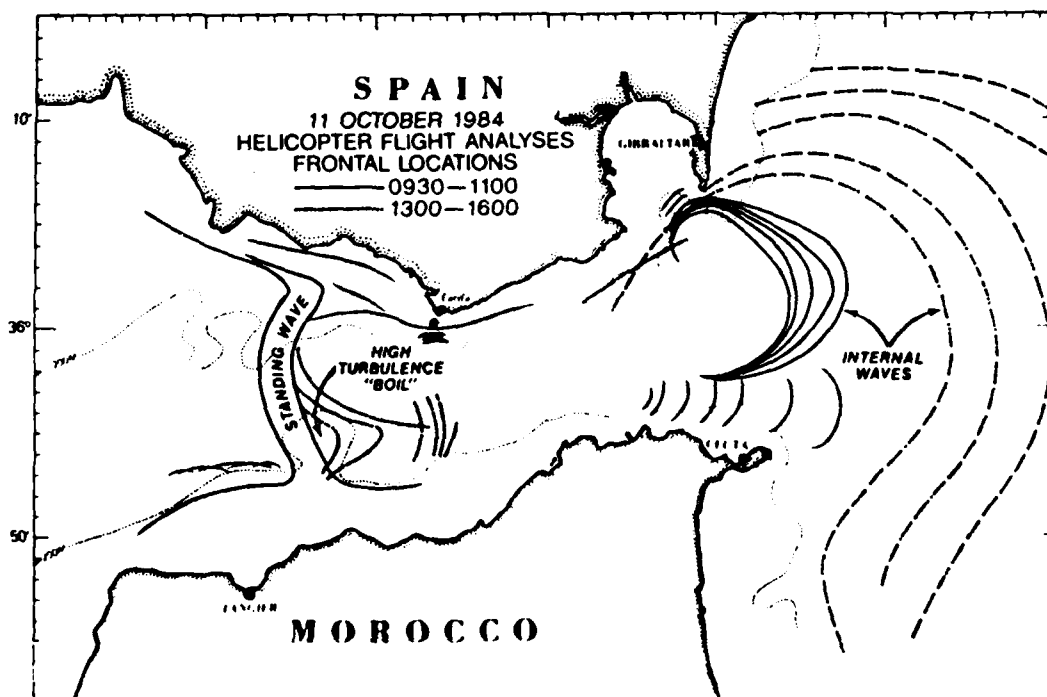 SPAIN
11 OCTOBER 1984
HELICOPTER FLIGHT ANALYSES
FRONTAL LOCATIONS
0930—1100
1300—1600
10'
GIBRALTAR
36°
STANDING WAVE
HIGH
TURBULENCE
"BOIL"
INTERNAL
WAVES
CEUTA
50'
TANGIER
MOROCCO